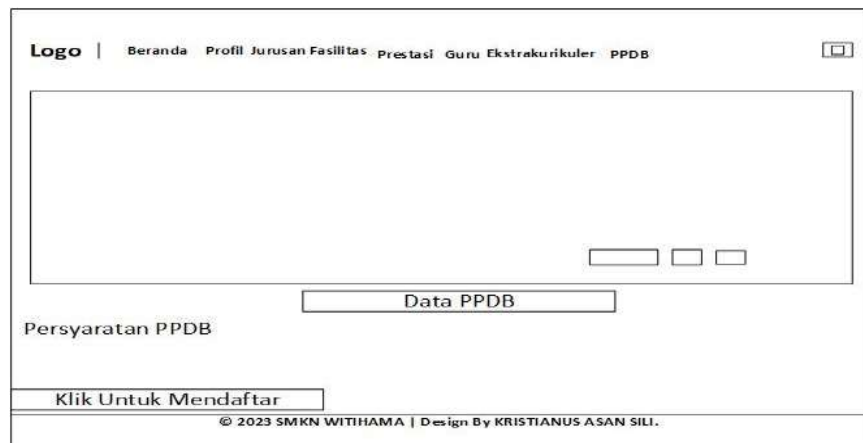 Logo | Beranda Profil Jurusan Fasilitas Prestasi Guru Ekstrakurikuler PPDB
Data PPDB
Persyaratan PPDB
Klik Untuk Mendaftar
© 2023 SMKN WITIHAMA | Design By KRISTIANUS ASAN SILI.